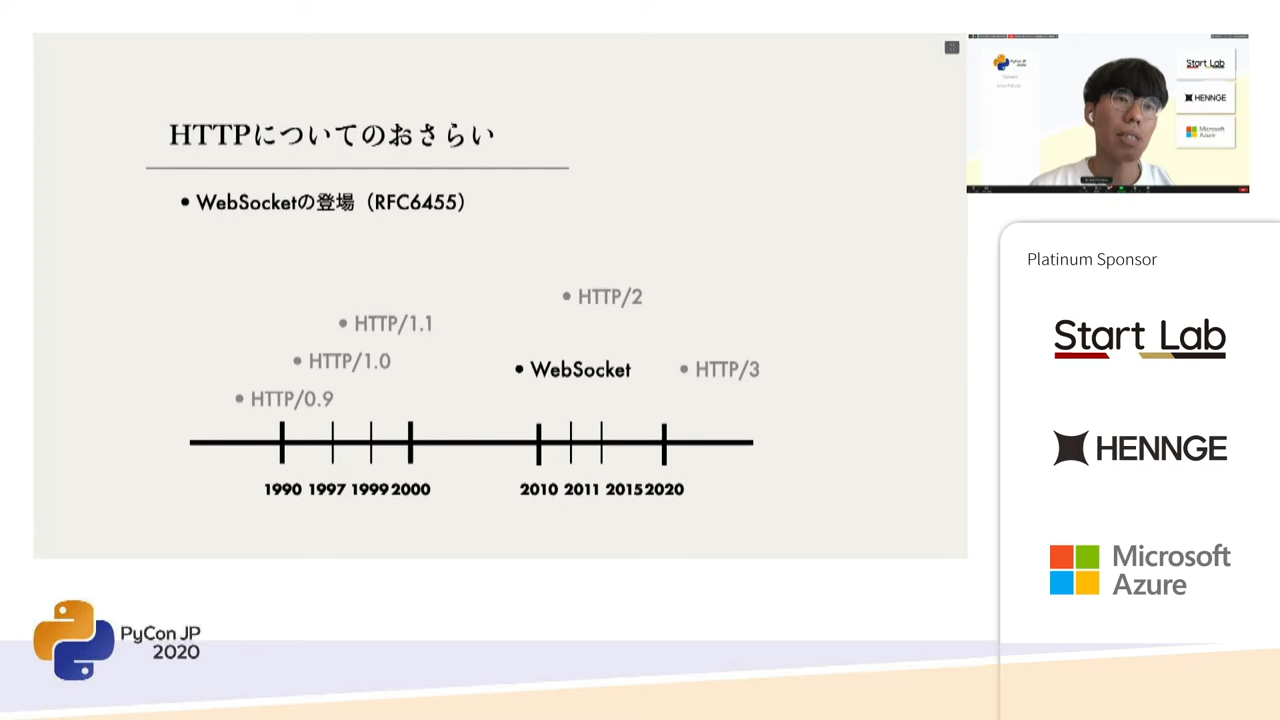 HTTPについてのおさらい
• WebSocketの登場（RFC6455）
• HTTP/2
• HTTP/1.1
• HTTP/1.0
• WebSocket
• HTTP/3
• HTTP/0.9
1990 1997 1999 2000 2010 2011 2015 2020
PyCon JP
2020
Start Lab
HENNGE
Microsoft
Azure
Platinum Sponsor
Start Lab
HENNGE
Microsoft
Azure
PyCon JP
2020